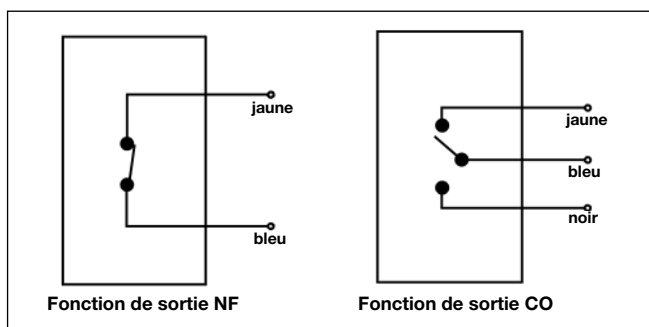 jaune
bleu
Fonction de sortie NF
jaune
bleu
noir
Fonction de sortie CO